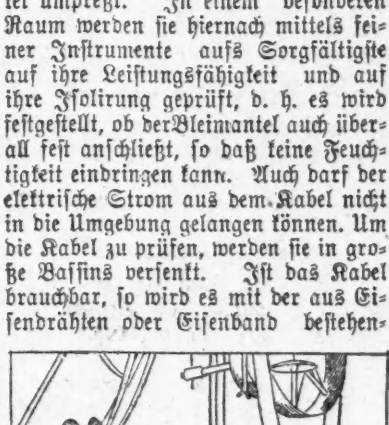 ter umpreßt. In einem besonderen
Raum werden sie hiernach mittels fei-
ner Instrumente aufs Sorgfältigste
auf ihre Leistungsfähigkeit und auf
ihre Isolirung geprüft, d. h. es wird
festgestellt, ob derBleimantel auch über-
all fest anschließt, so daß keine Feuch-
tigkeit eindringen kann. Auch darf der
elektrische Strom aus dem Kabel nicht
in die Umgebung gelangen können. Um
die Kabel zu prüfen, werden sie in gro-
ße Bassins versenkt. Ist das Kabel
brauchbar, so wird es mit der aus Ei-
sendrähten oder Eisenband bestehen-